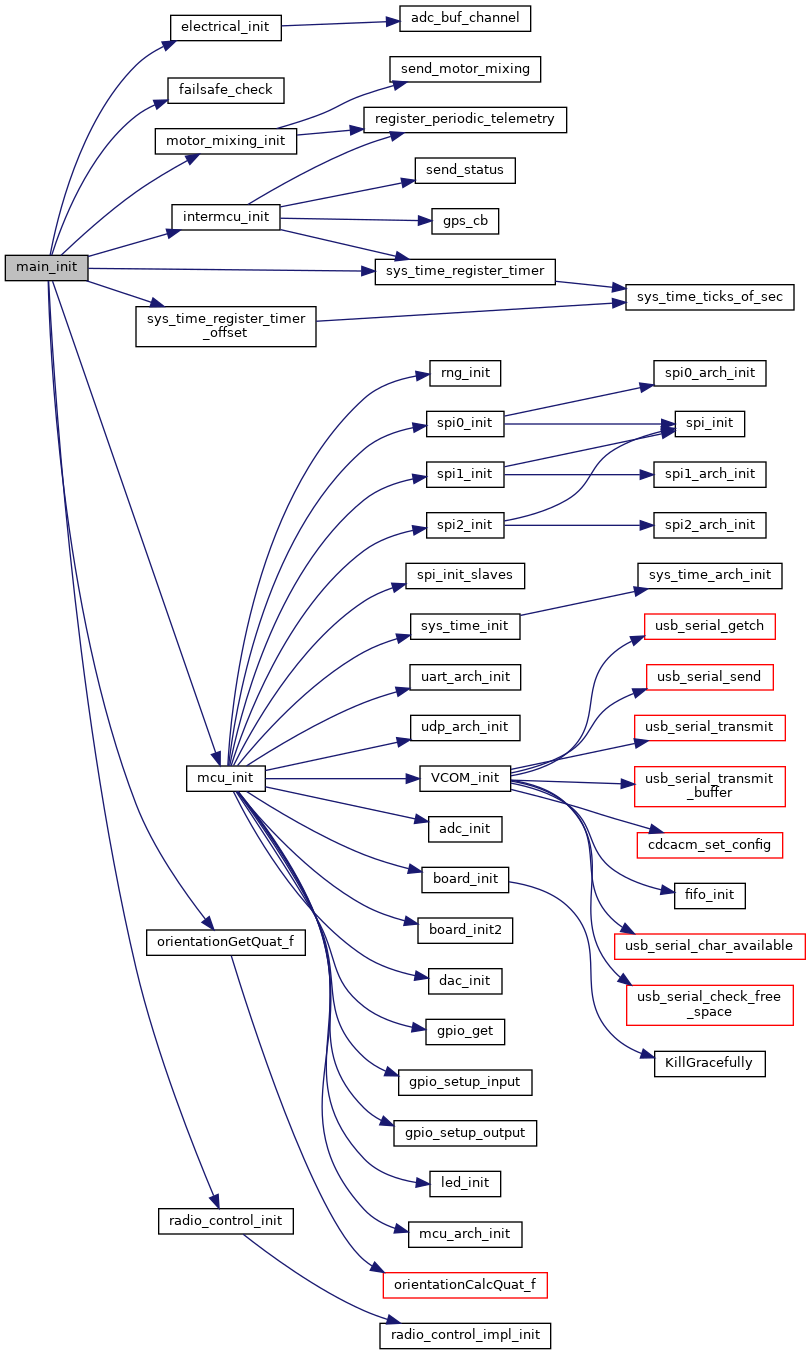 electrical_init
adc_buf_channel
failsafe_check
send_motor_mixing
motor_mixing_init
register_periodic_telemetry
send_status
intermcu_init
gps_cb
main_init
sys_time_register_timer
sys_time_register_timer
_offset
sys_time_ticks_of_sec
rng_init
spi0_arch_init
spi0_init
spi_init
spi1_init
spi1_arch_init
spi2_init
spi2_arch_init
spi_init_slaves
sys_time_arch_init
sys_time_init
usb_serial_getch
uart_arch_init
usb_serial_send
udp_arch_init
usb_serial_transmit
mcu_init
VCOM_init
usb_serial_transmit
_buffer
adc_init
cdcacm_set_config
board_init
fifo_init
board_init2
orientationGetQuat_f
usb_serial_char_available
dac_init
usb_serial_check_free
_space
gpio_get
KillGracefully
gpio_setup_input
gpio_setup_output
led_init
radio_control_init
mcu_arch_init
orientationCalcQuat_f
radio_control_impl_init